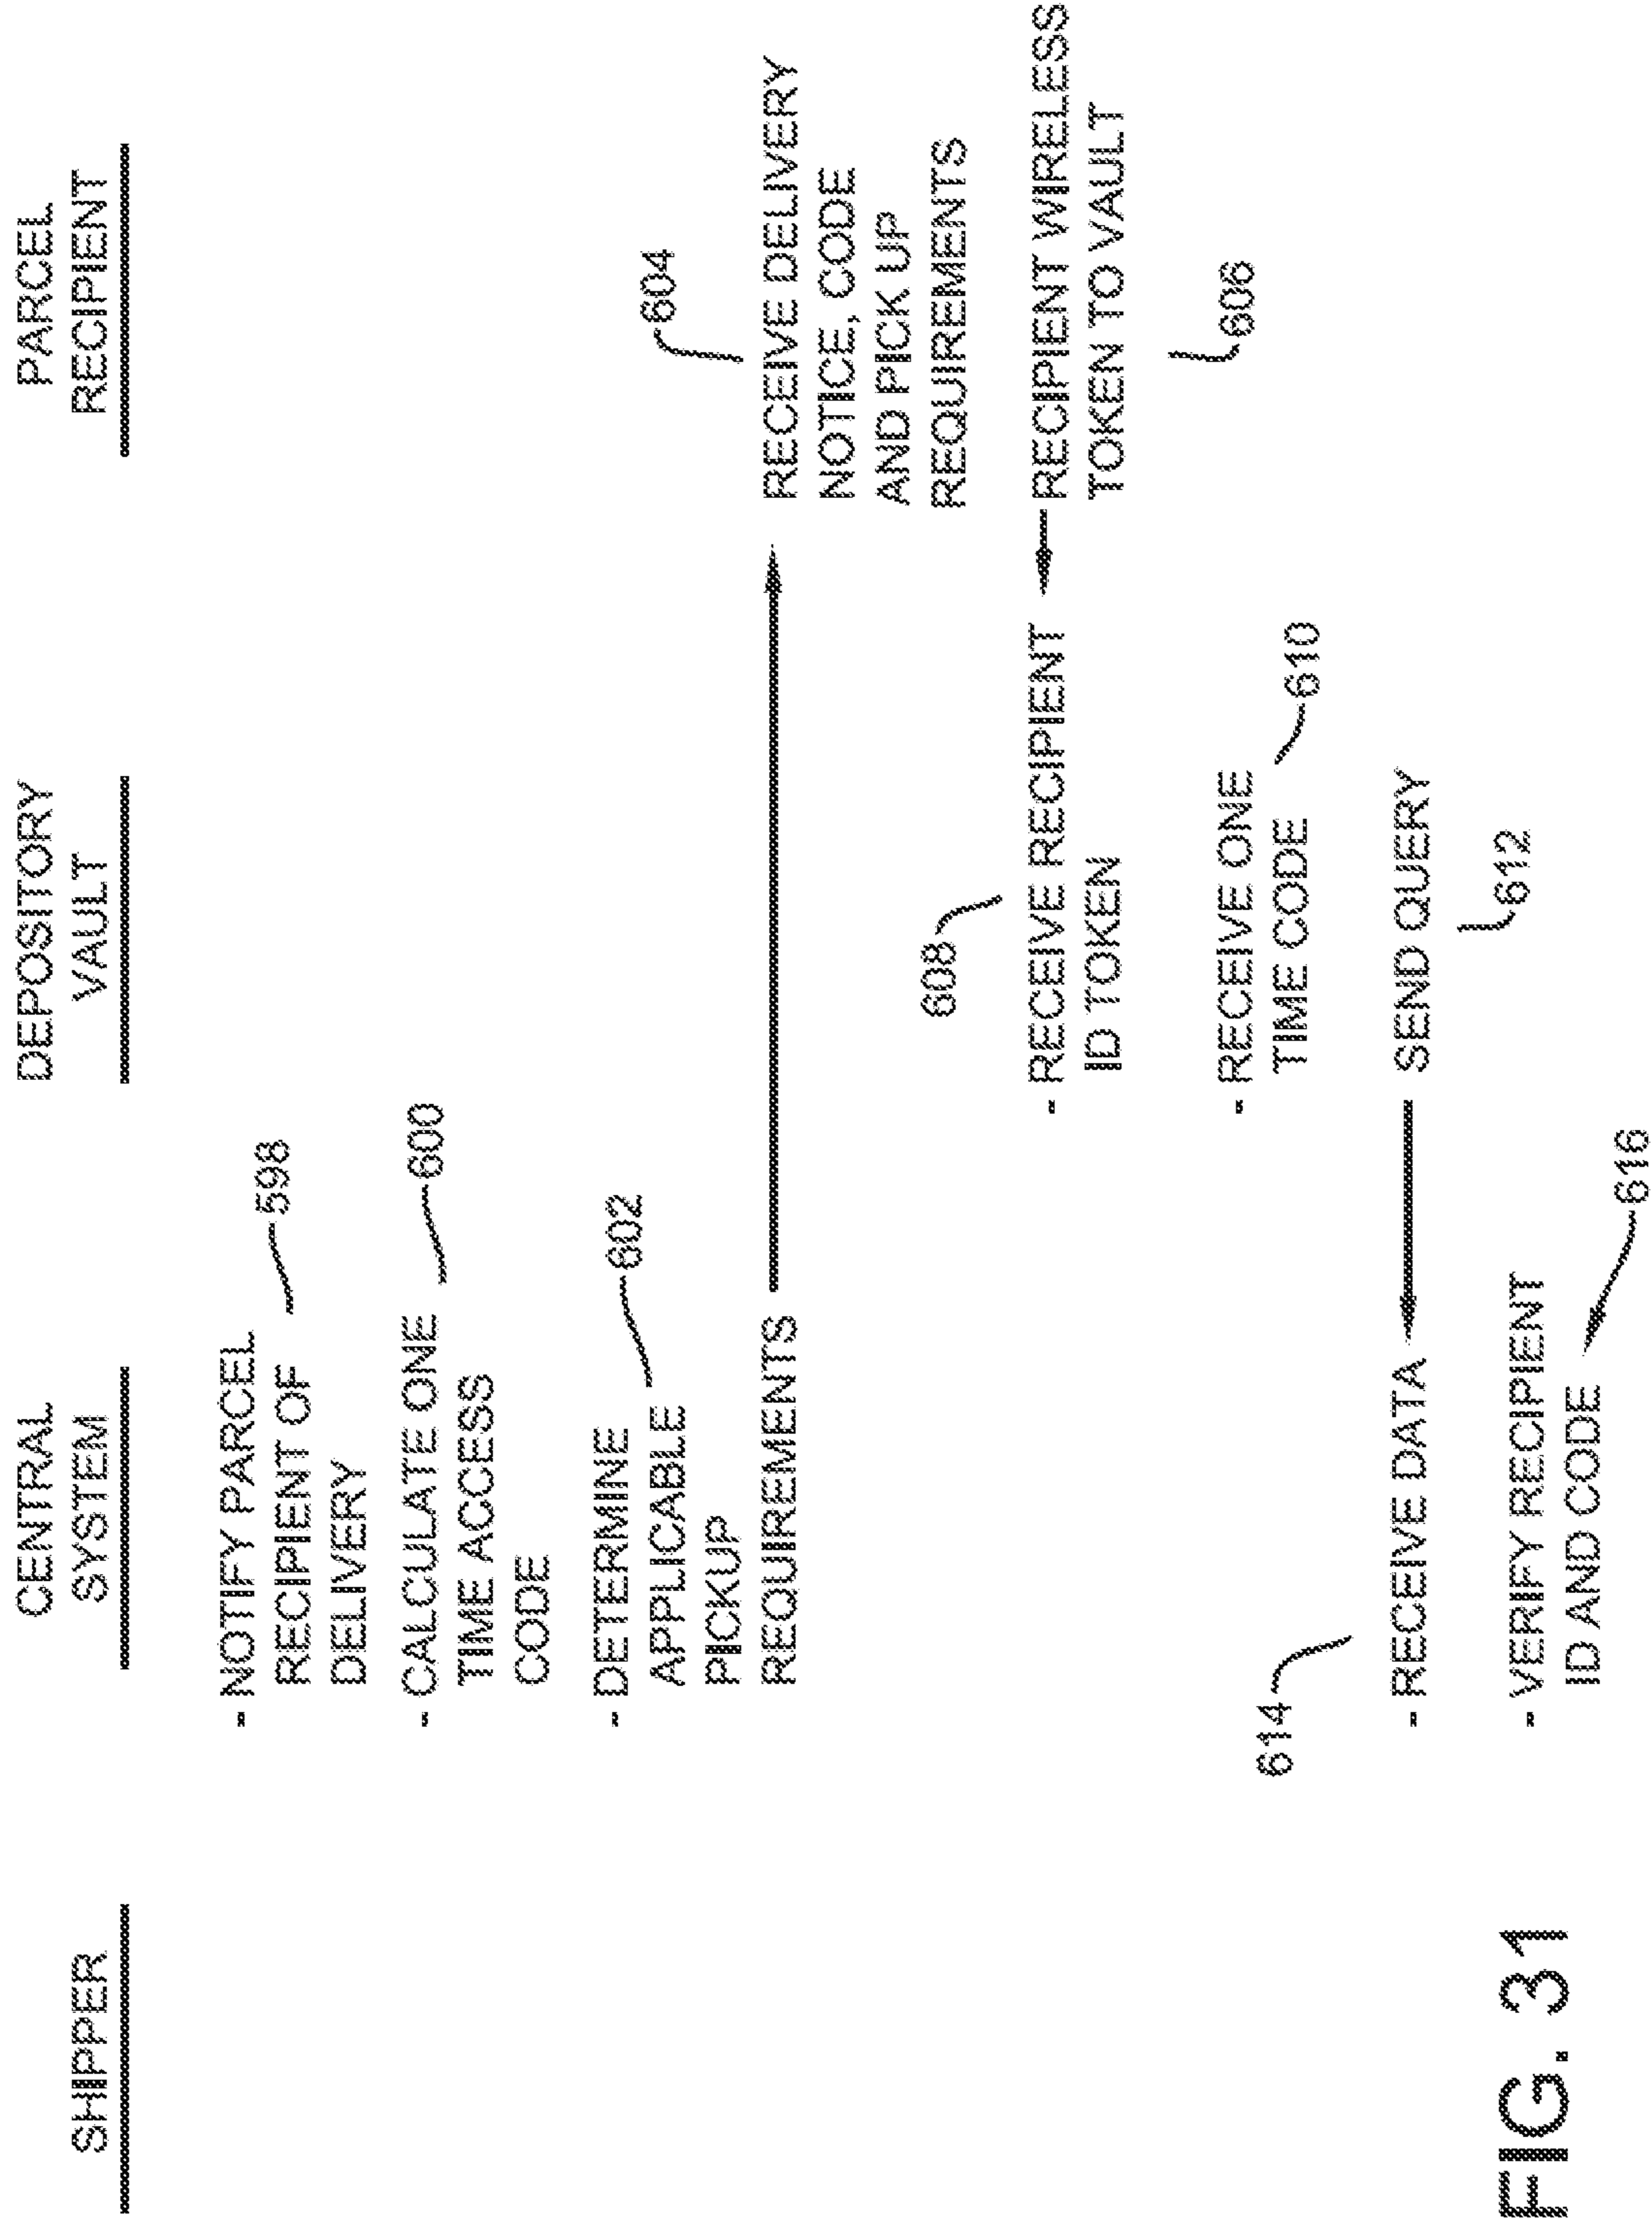 SHIPPER
CENTRAL
SYSTEM
DEPOSITORY
VAULT
PARCEL
RECIPIENT
- NOTIFY PARCEL
RECIPIENT OF
DELIVERY
598
- CALCULATE ONE
TIME ACCESS
CODE
600
- DETERMINE
APPLICABLE
PICKUP
REQUIREMENTS
602
604
RECEIVE DELIVERY
NOTICE, CODE
AND PICK UP
REQUIREMENTS
RECIPIENT WIRELESS
TOKEN TO VAULT
606
608
- RECEIVE RECIPIENT
ID TOKEN
- RECEIVE ONE
TIME CODE
610
SEND QUERY
612
614
- RECEIVE DATA
- VERIFY RECIPIENT
ID AND CODE
616
FIG. 31